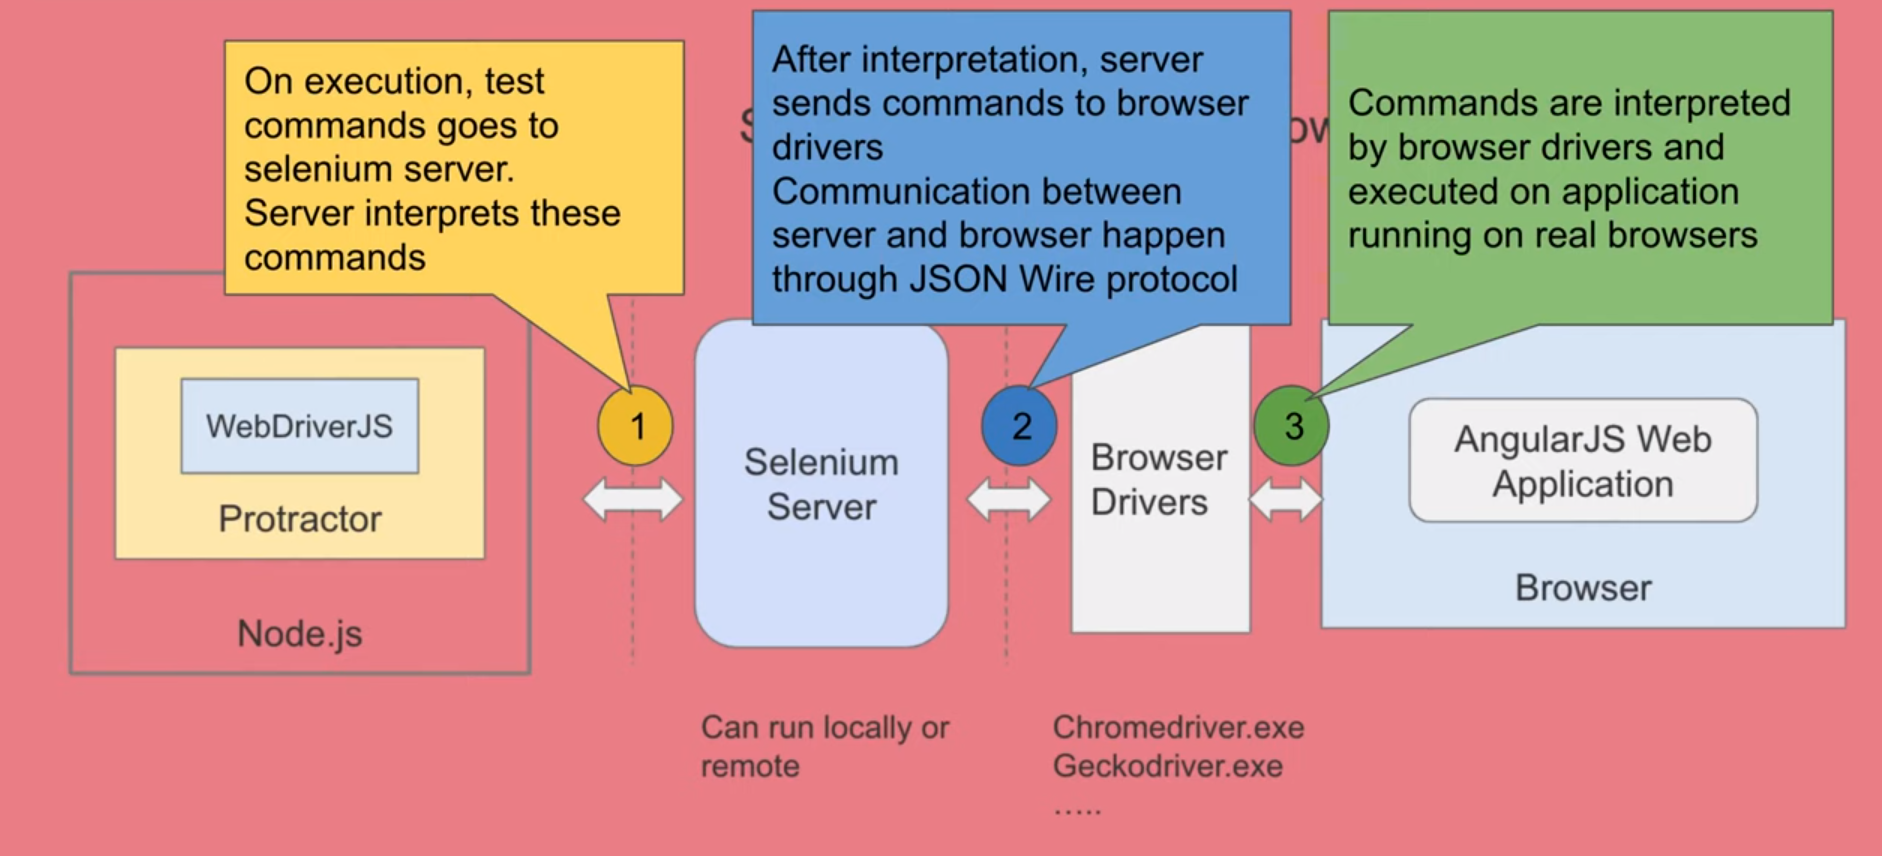 On execution, test
commands goes to
selenium server.
Server interprets these
commands
After interpretation, server
sends commands to browser
drivers
Communication between
server and browser happen
through JSON Wire protocol
Commands are interpreted
by browser drivers and
executed on application
running on real browsers
1
2
3
WebDriverJS
Protractor
Node.js
Selenium
Server
Browser
Drivers
AngularJS Web
Application
Browser
Can run locally or
remote
Chromedriver.exe
Geckodriver.exe
.....